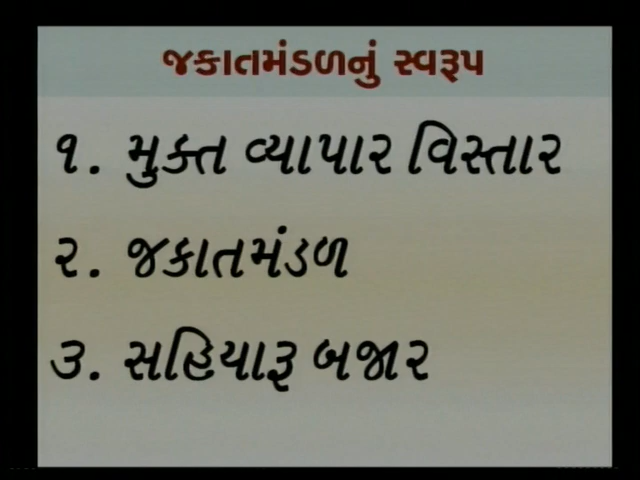 જકાતમંડળનું સ્વરૂપ
૧. મુક્ત વ્યાપાર વિસ્તાર
૨. જકાતમંડળ
૩. સહિયારૂ બજાર